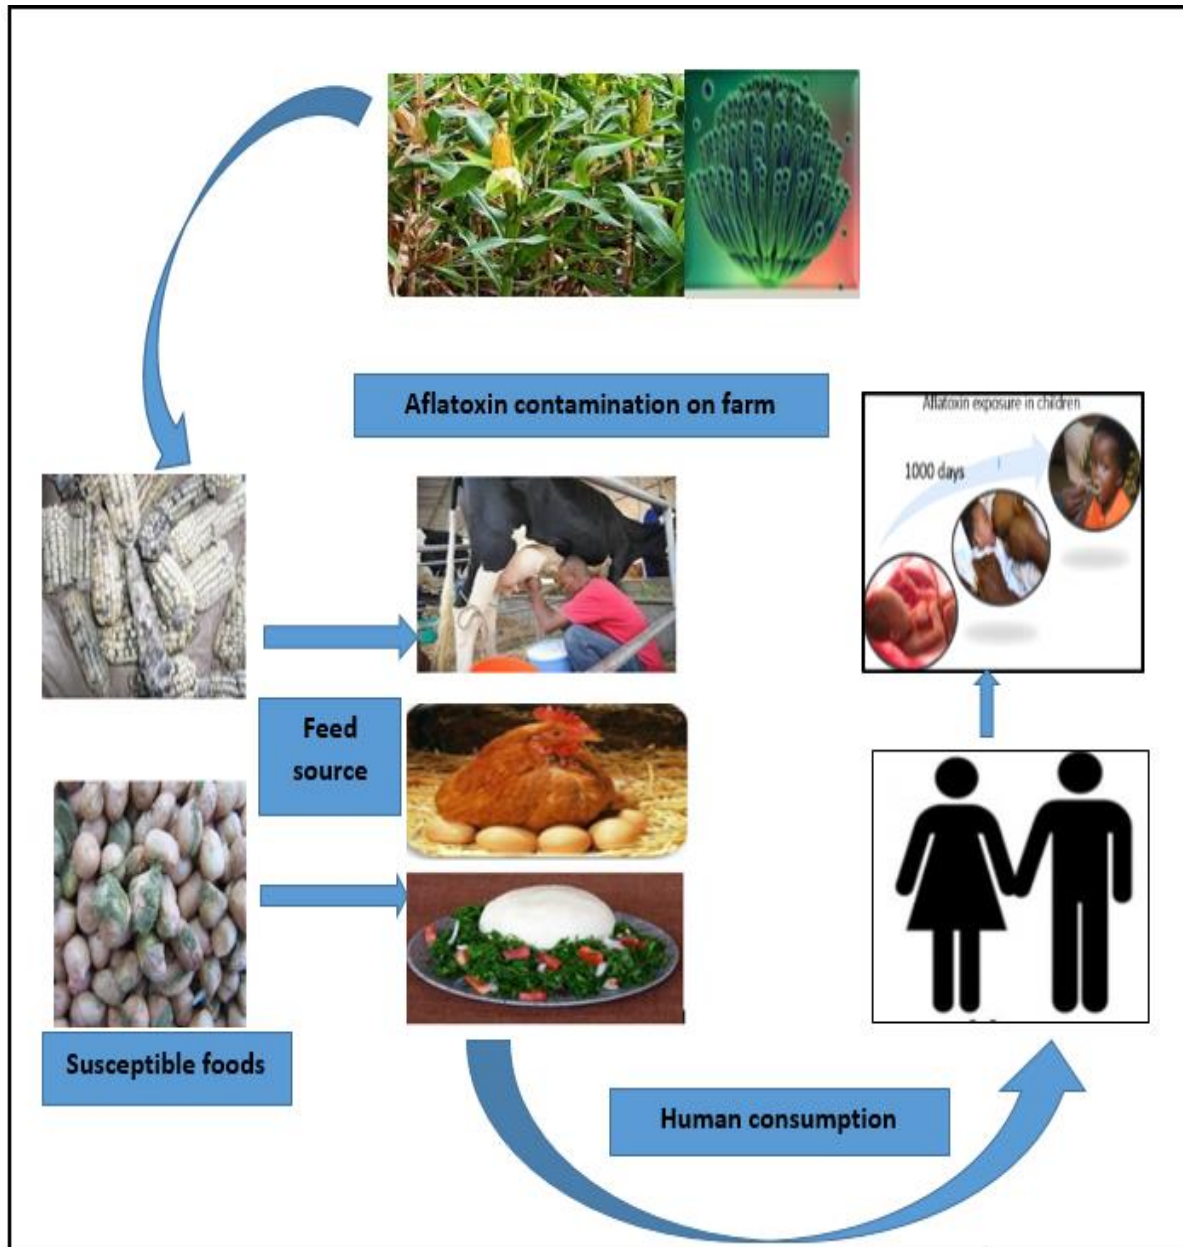 Aflatoxin contamination on farm
Aflatoxin exposure in children
1000 days
Feed
source
Susceptible foods
Human consumption